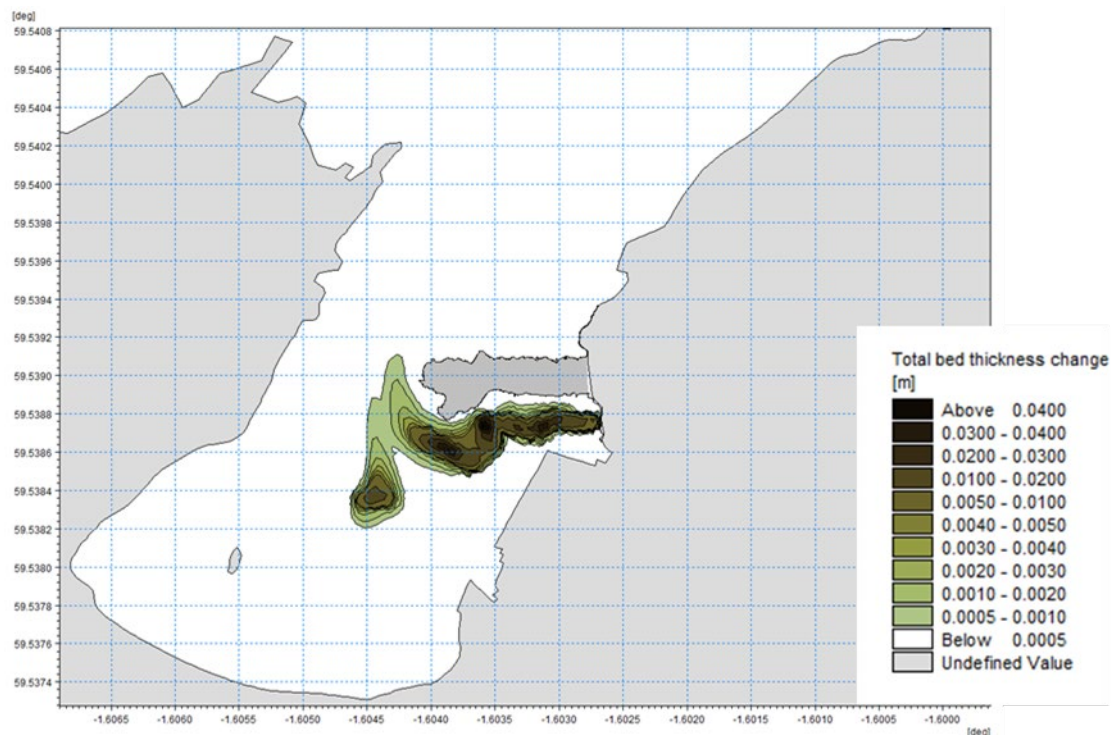 [deg]
59.5408
59.5406
59.5404
59.5402
59.5400
59.5398
59.5396
59.5394
59.5392
59.5390
59.5388
59.5386
59.5384
59.5382
59.5380
59.5378
59.5376
59.5374
-1.6065 -1.6060 -1.6055 -1.6050 -1.6045 -1.6040 -1.6035 -1.6030 -1.6025 -1.6020 -1.6015 -1.6010 -1.6005 -1.6000
[deg]
Total bed thickness change
[m]
Above 0.0400
0.0300 - 0.0400
0.0200 - 0.0300
0.0100 - 0.0200
0.0050 - 0.0100
0.0040 - 0.0050
0.0030 - 0.0040
0.0020 - 0.0030
0.0010 - 0.0020
0.0005 - 0.0010
Below 0.0005
Undefined Value